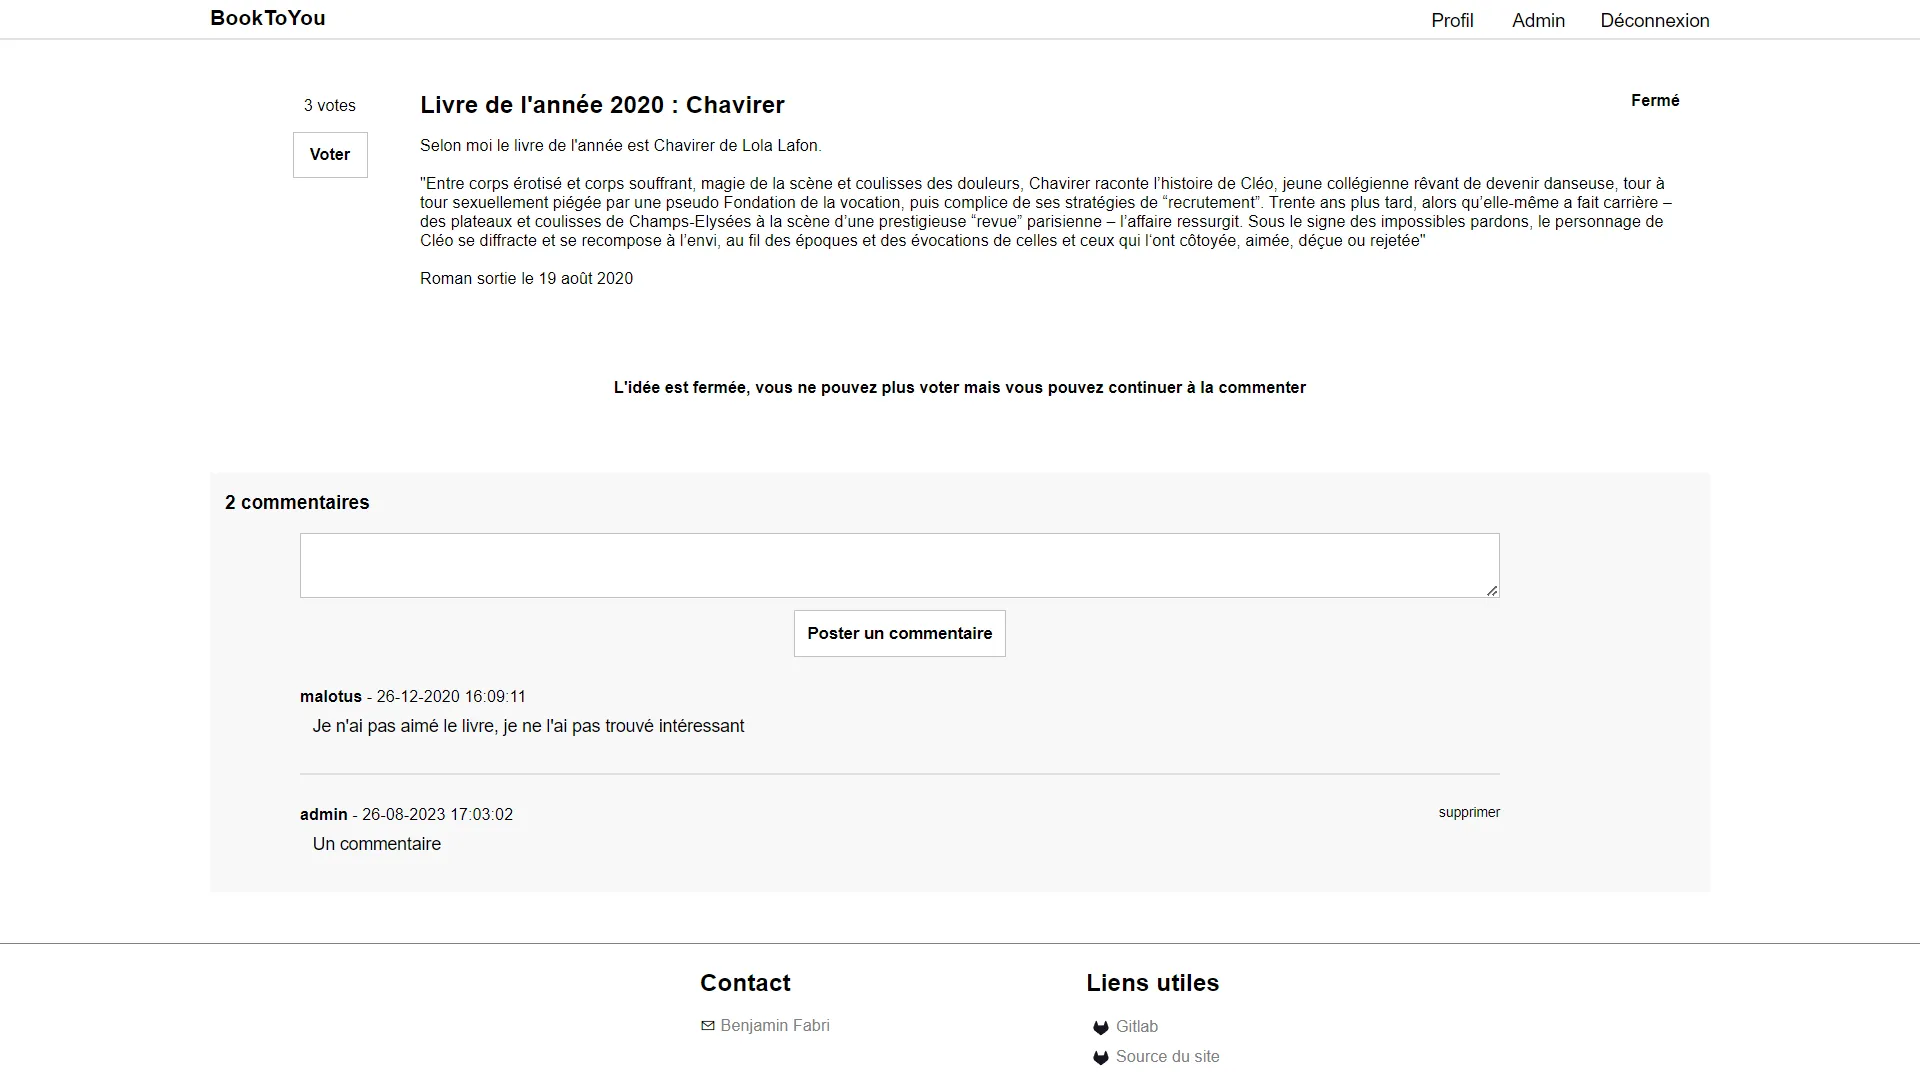 BookToYou
Profil Admin Déconnexion
3 votes
Voter
Livre de l'année 2020 : Chavirer
Fermé
Selon moi le livre de l'année est Chavirer de Lola Lafon.
"Entre corps érotisé et corps souffrant, magie de la scène et coulisses des douleurs, Chavirer raconte l’histoire de Cléo, jeune collégienne rêvant de devenir danseuse, tour à
tour sexuellement piégée par une pseudo Fondation de la vocation, puis complice de ses stratégies de “recrutement”. Trente ans plus tard, alors qu’elle-même a fait carrière –
des plateaux et coulisses de Champs-Elysées à la scène d’une prestigieuse “revue” parisienne – l’affaire ressurgit. Sous le signe des impossibles pardons, le personnage de
Cléo se diffracte et se recompose à l’envi, au fil des époques et des évocations de celles et ceux qui l‘ont côtoyée, aimée, déçue ou rejetée"
Roman sortie le 19 août 2020
L'idée est fermée, vous ne pouvez plus voter mais vous pouvez continuer à la commenter
2 commentaires
Poster un commentaire
malotus - 26-12-2020 16:09:11
Je n'ai pas aimé le livre, je ne l'ai pas trouvé intéressant
admin - 26-08-2023 17:03:02
supprimer
Un commentaire
Contact
Benjamin Fabri
Liens utiles
Gitlab
Source du site